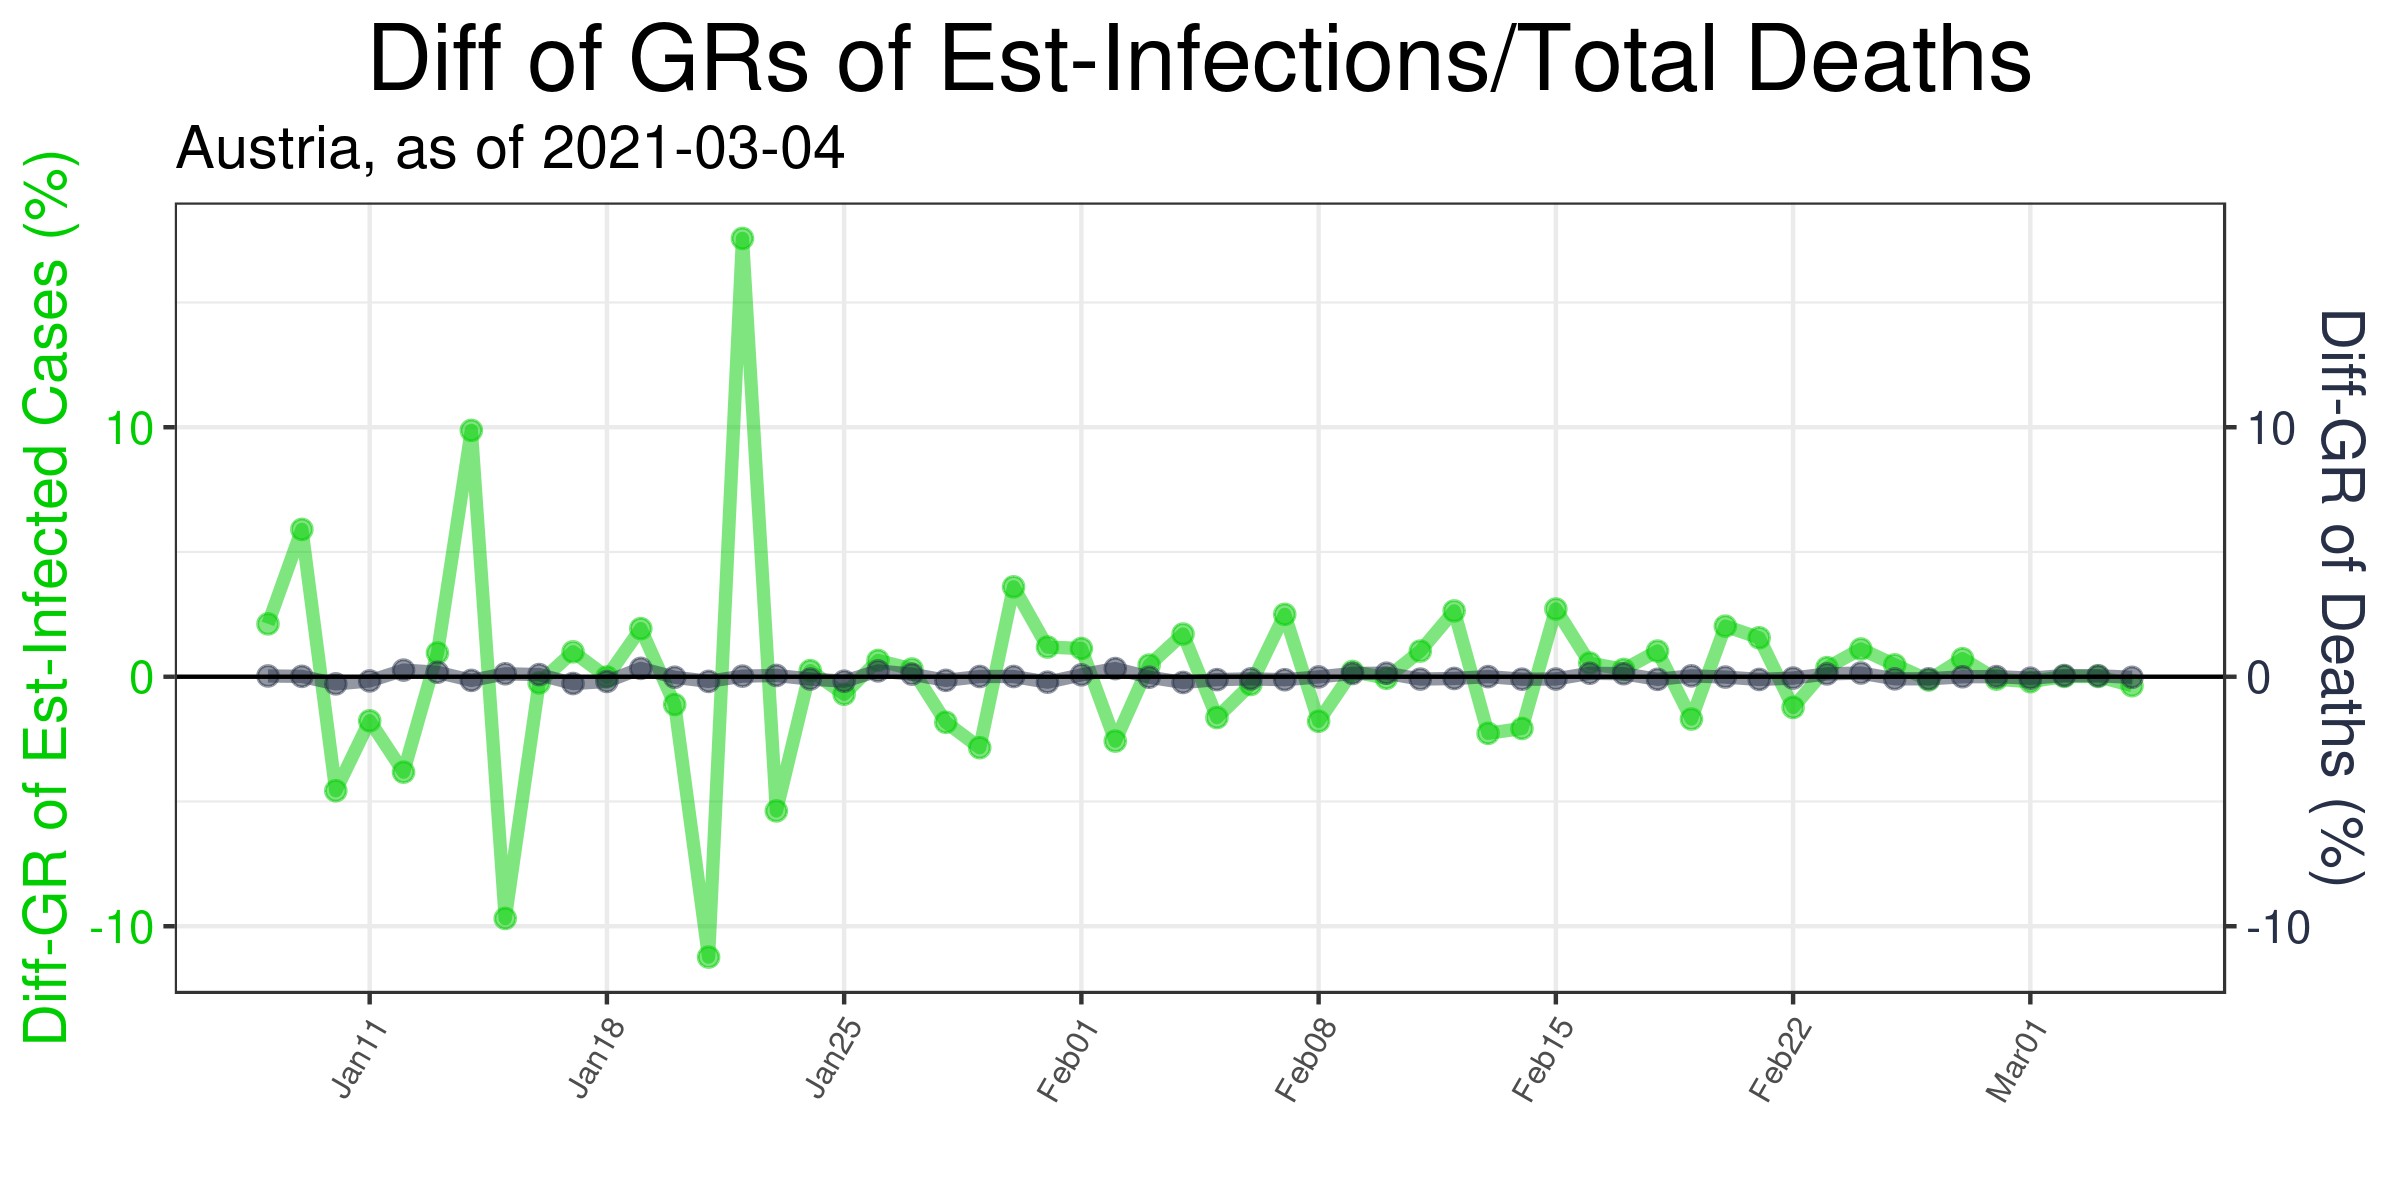 Diff of GRs of Est-Infections/Total Deaths
Austria, as of 2021-03-04
Diff-GR of Est-Infected Cases (%)
10
0
-10
10
0
-10
Diff-GR of Deaths (%)
Jan11
Jan18
Jan25
Feb01
Feb08
Feb15
Feb22
Mar01